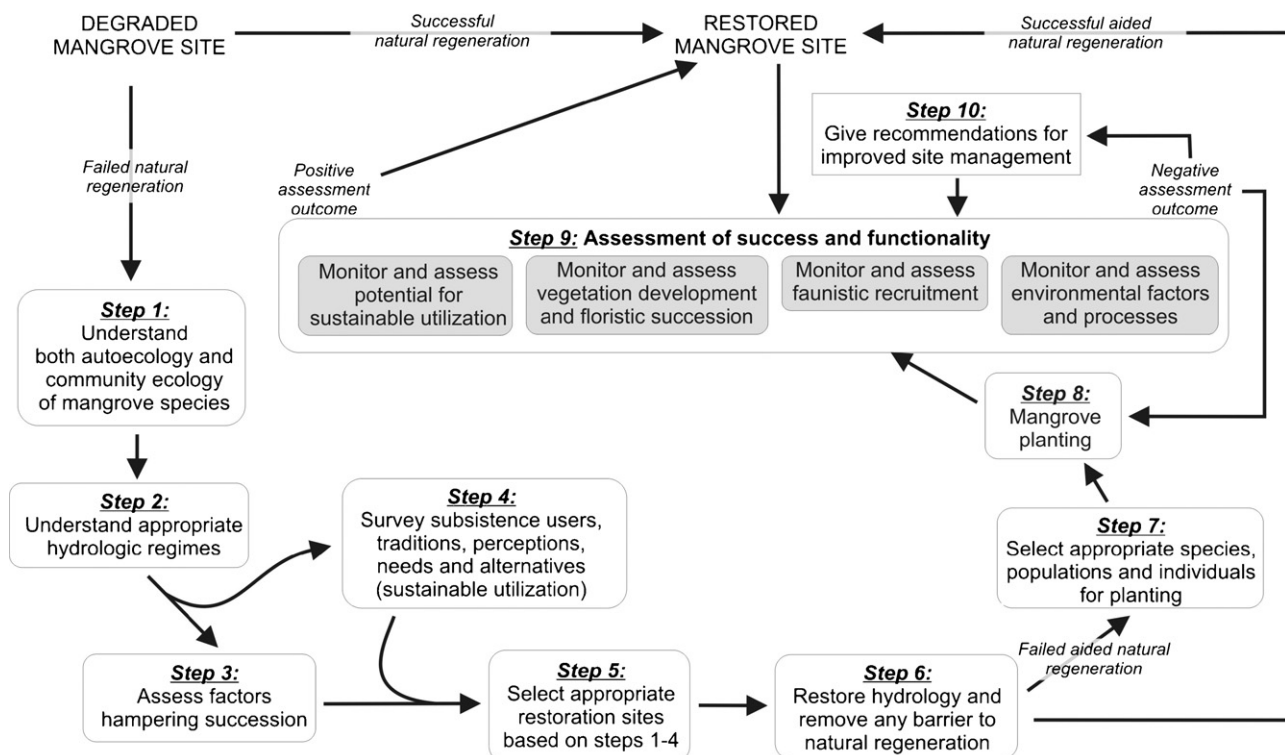 DEGRADED
MANGROVE SITE
Successful
natural regeneration
RESTORED
MANGROVE SITE
Successful aided
natural regeneration
Failed natural
regeneration
Positive
assessment
outcome
Step 10:
Give recommendations for
improved site management
Negative
assessment
outcome
Step 9: Assessment of success and functionality
Monitor and assess
potential for
sustainable utilization
Monitor and assess
vegetation development
and floristic succession
Monitor and assess
faunistic recruitment
Monitor and assess
environmental factors
and processes
Step 1:
Understand
both autoecology and
community ecology
of mangrove species
Step 2:
Understand appropriate
hydrologic regimes
Step 3:
Assess factors
hampering succession
Step 4:
Survey subsistence users,
traditions, perceptions,
needs and alternatives
(sustainable utilization)
Step 5:
Select appropriate
restoration sites
based on steps 1-4
Step 6:
Restore hydrology and
remove any barrier to
natural regeneration
Failed aided natural
regeneration
Step 7:
Select appropriate species,
populations and individuals
for planting
Step 8:
Mangrove
planting